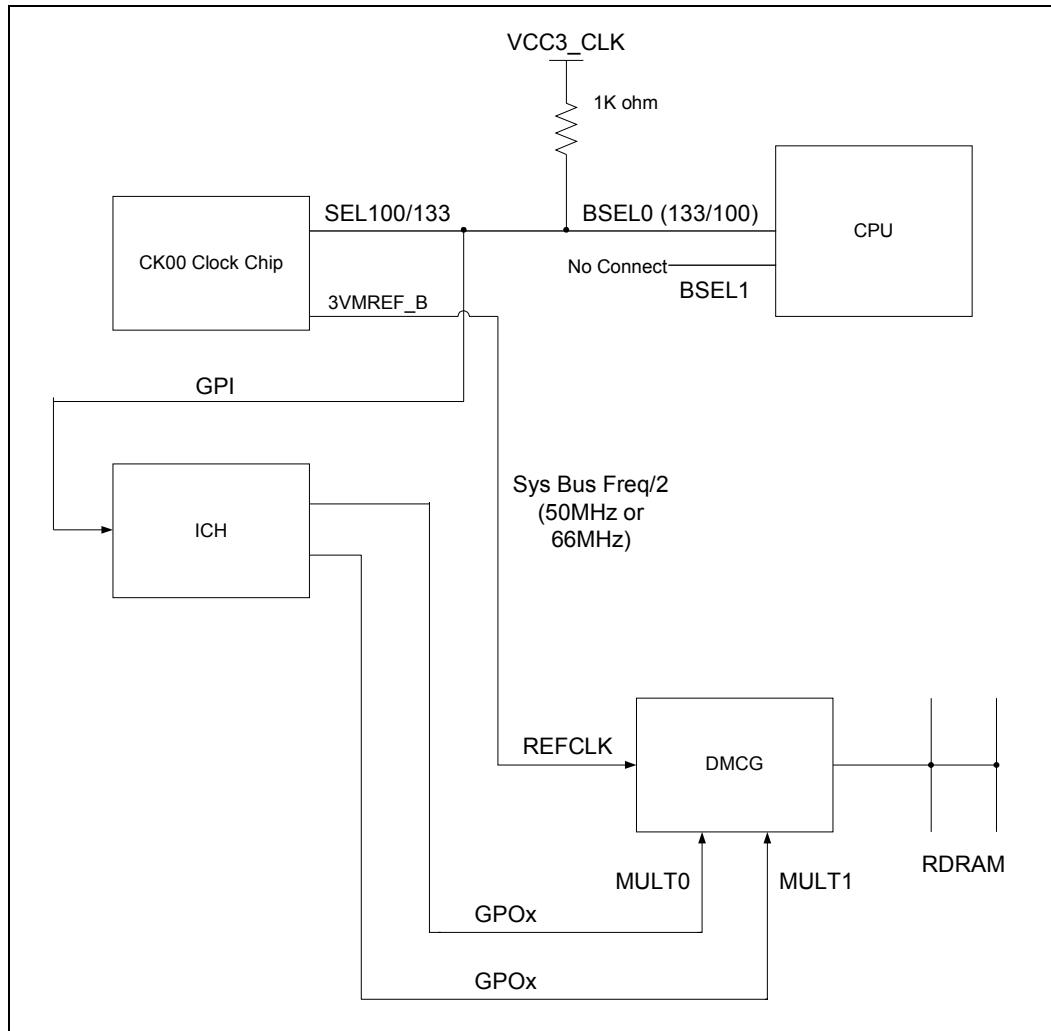 VCC3_CLK
1K ohm
SEL100/133
BSEL0 (133/100)
CPU
CK00 Clock Chip
No Connect
BSEL1
3VMREF_B
GPI
Sys Bus Freq/2
(50MHz or
66MHz)
ICH
REFCLK
DMCG
MULT0
MULT1
RDRAM
GPOx
GPOx